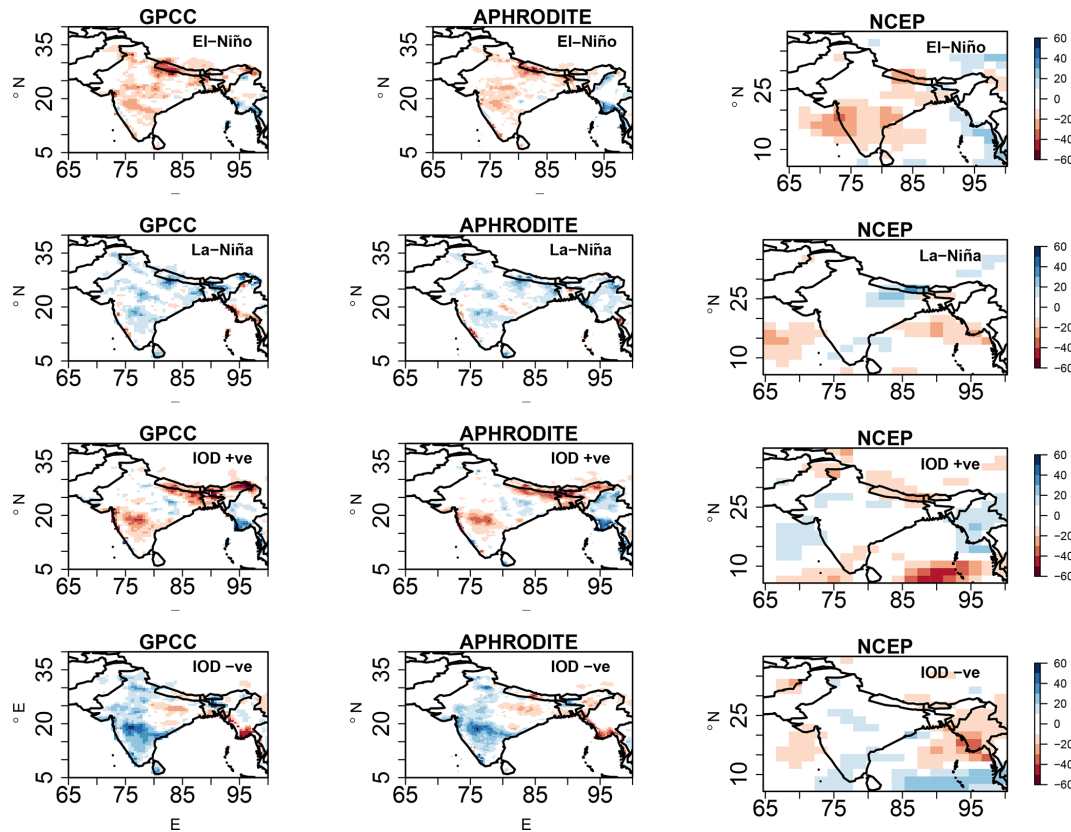 GPCC APHRODITE NCEP
El−Niño El−Niño El−Niño
° N ° N ° N
35 20 5 35 20 5 25 10
65 75 85 95 65 75 85 95 65 75 85 95
60 40 20 0 −20 −40 −60
– –
GPCC APHRODITE NCEP
La−Niña La−Niña La−Niña
° N ° N ° N
35 20 5 35 20 5 25 10
65 75 85 95 65 75 85 95 65 75 85 95
60 40 20 0 −20 −40 −60
– –
GPCC APHRODITE NCEP
IOD +ve IOD +ve IOD +ve
° N ° N ° N
35 20 5 35 20 5 25 10
65 75 85 95 65 75 85 95 65 75 85 95
60 40 20 0 −20 −40 −60
– –
GPCC APHRODITE NCEP
IOD −ve IOD −ve IOD −ve
° E ° N ° N
35 20 5 35 20 5 25 10
65 75 85 95 65 75 85 95 65 75 85 95
60 40 20 0 −20 −40 −60
E E